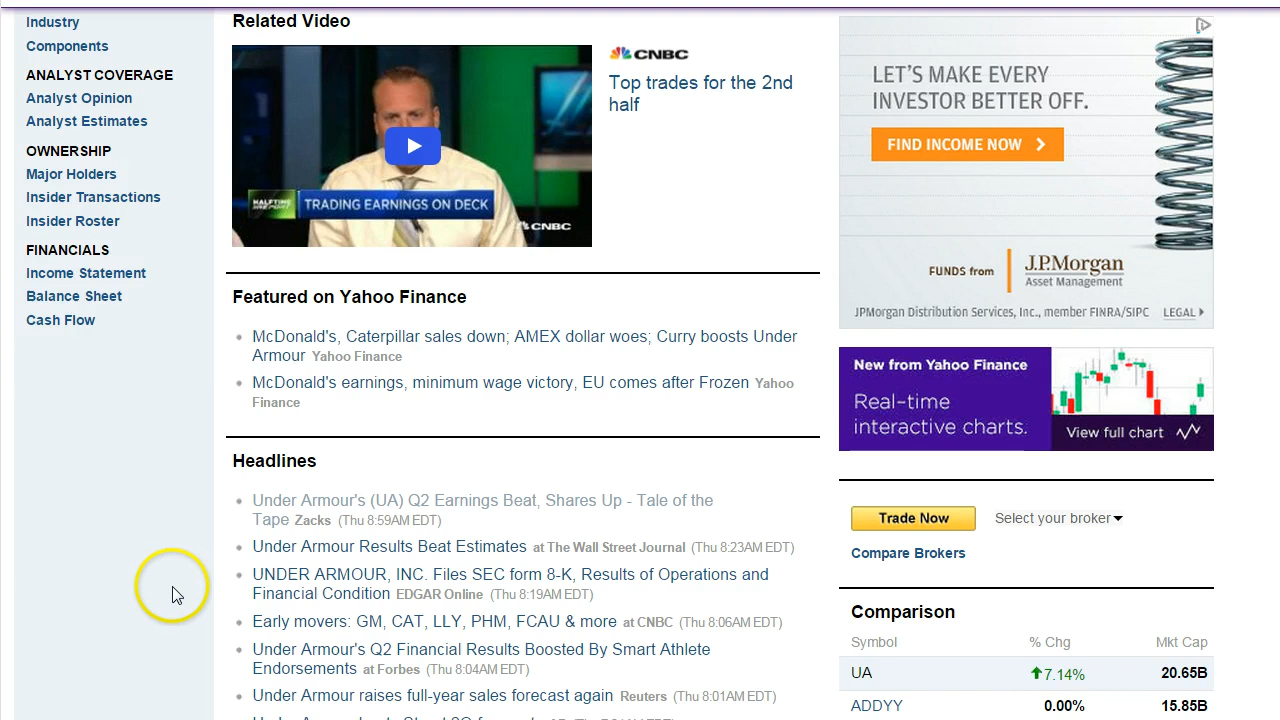 Industry
Components
ANALYST COVERAGE
Analyst Opinion
Analyst Estimates
OWNERSHIP
Major Holders
Insider Transactions
Insider Roster
FINANCIALS
Income Statement
Balance Sheet
Cash Flow
Related Video
HALFTIME REPORT
TRADING EARNINGS ON DECK
CNBC
CNBC
Top trades for the 2nd
half
Featured on Yahoo Finance
McDonald's, Caterpillar sales down; AMEX dollar woes; Curry boosts Under
Armour Yahoo Finance
McDonald's earnings, minimum wage victory, EU comes after Frozen Yahoo
Finance
Headlines
Under Armour's (UA) Q2 Earnings Beat, Shares Up - Tale of the
Tape Zacks (Thu 8:59AM EDT)
Under Armour Results Beat Estimates at The Wall Street Journal (Thu 8:23AM EDT)
UNDER ARMOUR, INC. Files SEC form 8-K, Results of Operations and
Financial Condition EDGAR Online (Thu 8:19AM EDT)
Early movers: GM, CAT, LLY, PHM, FCAU & more at CNBC (Thu 8:06AM EDT)
Under Armour's Q2 Financial Results Boosted By Smart Athlete
Endorsements at Forbes (Thu 8:04AM EDT)
Under Armour raises full-year sales forecast again Reuters (Thu 8:01AM EDT)
LET'S MAKE EVERY
INVESTOR BETTER OFF.
FIND INCOME NOW
FUNDS from
J.P.Morgan
Asset Management
JPMorgan Distribution Services, Inc., member FINRA/SIPC LEGAL
New from Yahoo Finance
Real-time
interactive charts.
View full chart
Trade Now Select your broker
Compare Brokers
Comparison
Symbol % Chg Mkt Cap
UA 7.14% 20.65B
ADDYY 0.00% 15.85B